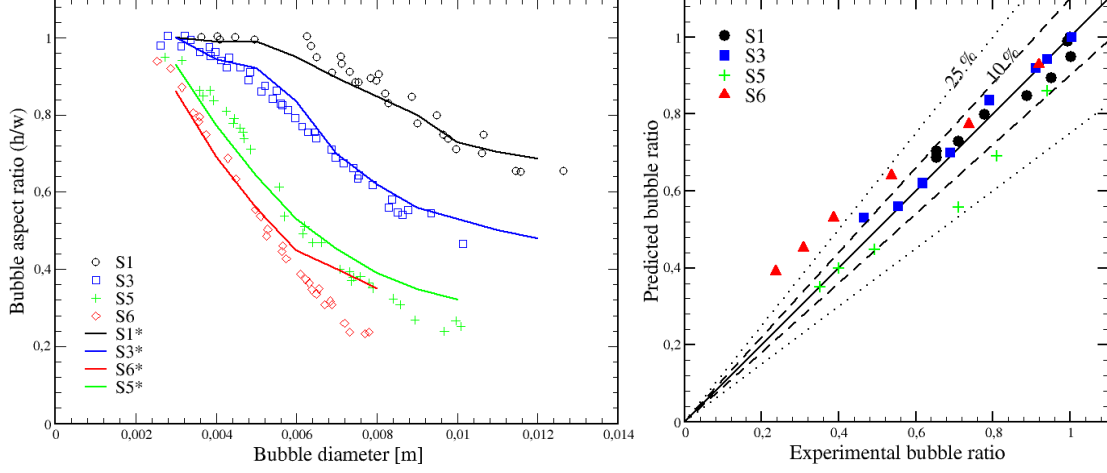 Bubble aspect ratio (h/w)
1
0,8
0,6
0,4
0,2
0
S1
S3
S5
S6
S1*
S3*
S6*
S5*
0
0,002
0,004
0,006
0,008
0,01
0,012
0,014
Bubble diameter [m]
Predicted bubble ratio
1
0,8
0,6
0,4
0,2
0
S1
S3
S5
S6
25 %
10 %
0
0,2
0,4
0,6
0,8
1
Experimental bubble ratio